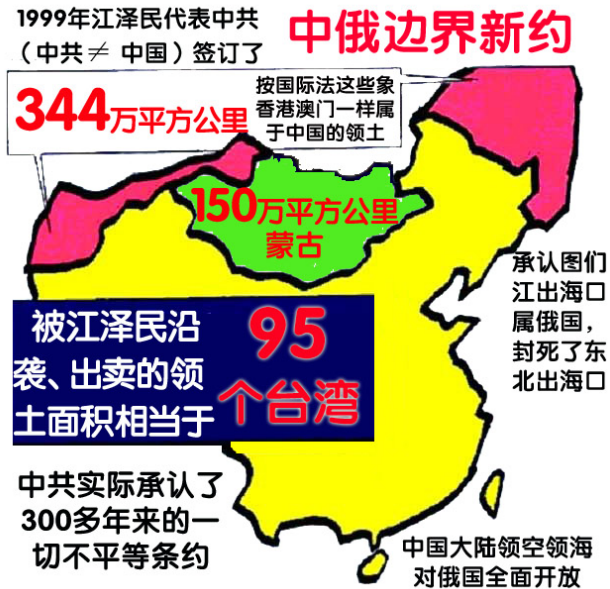 1999年江泽民代表中共
（中共≠ 中国）签订了
中俄边界新约
344万平方公里
按国际法这些象
香港澳门一样属
于中国的领土
150万平方公里
蒙古
承认图们
江出海口
属俄国，
封死了东
北出海口
被江泽民沿
袭、出卖的领
土面积相当于
95
个台湾
中共实际承认了
300多年来的一
切不平等条约
中国大陆领空领海
对俄国全面开放